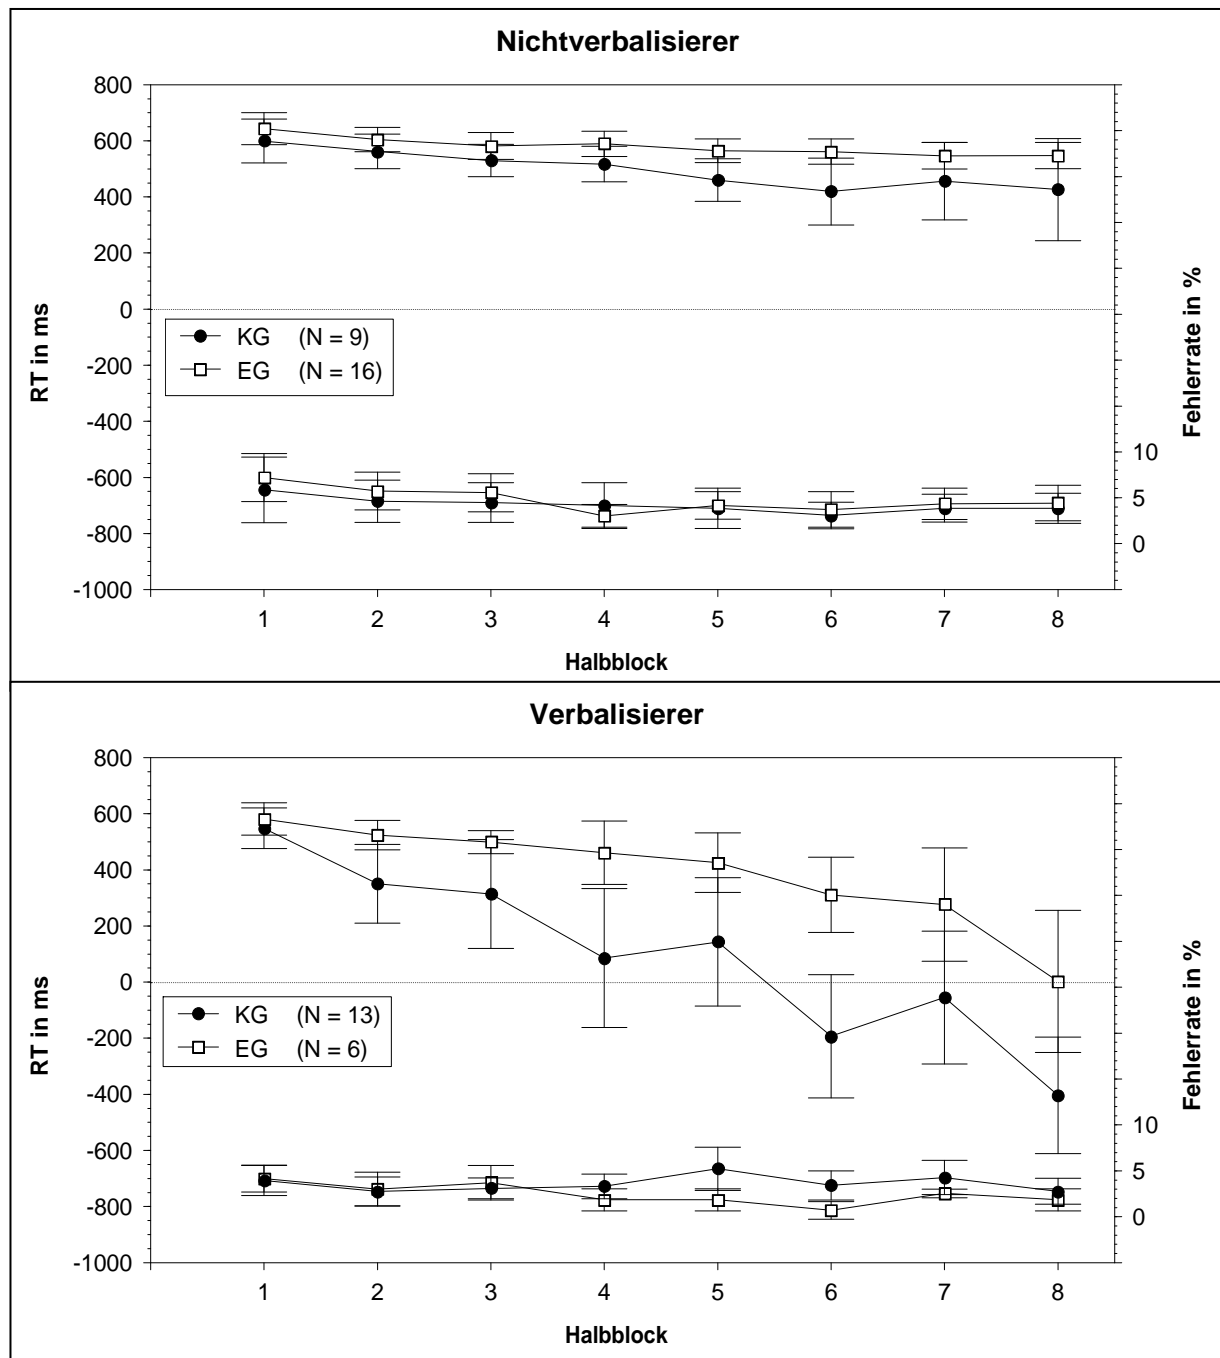 Nichtverbalisierer
800
600
400
200
0
-200
-400
-600
-800
-1000
RT in ms
KG (N = 9)
EG (N = 16)
10
5
0
Fehlerrate in %
1 2 3 4 5 6 7 8
Halbblock
Verbalisierer
800
600
400
200
0
-200
-400
-600
-800
-1000
RT in ms
KG (N = 13)
EG (N = 6)
10
5
0
Fehlerrate in %
1 2 3 4 5 6 7 8
Halbblock